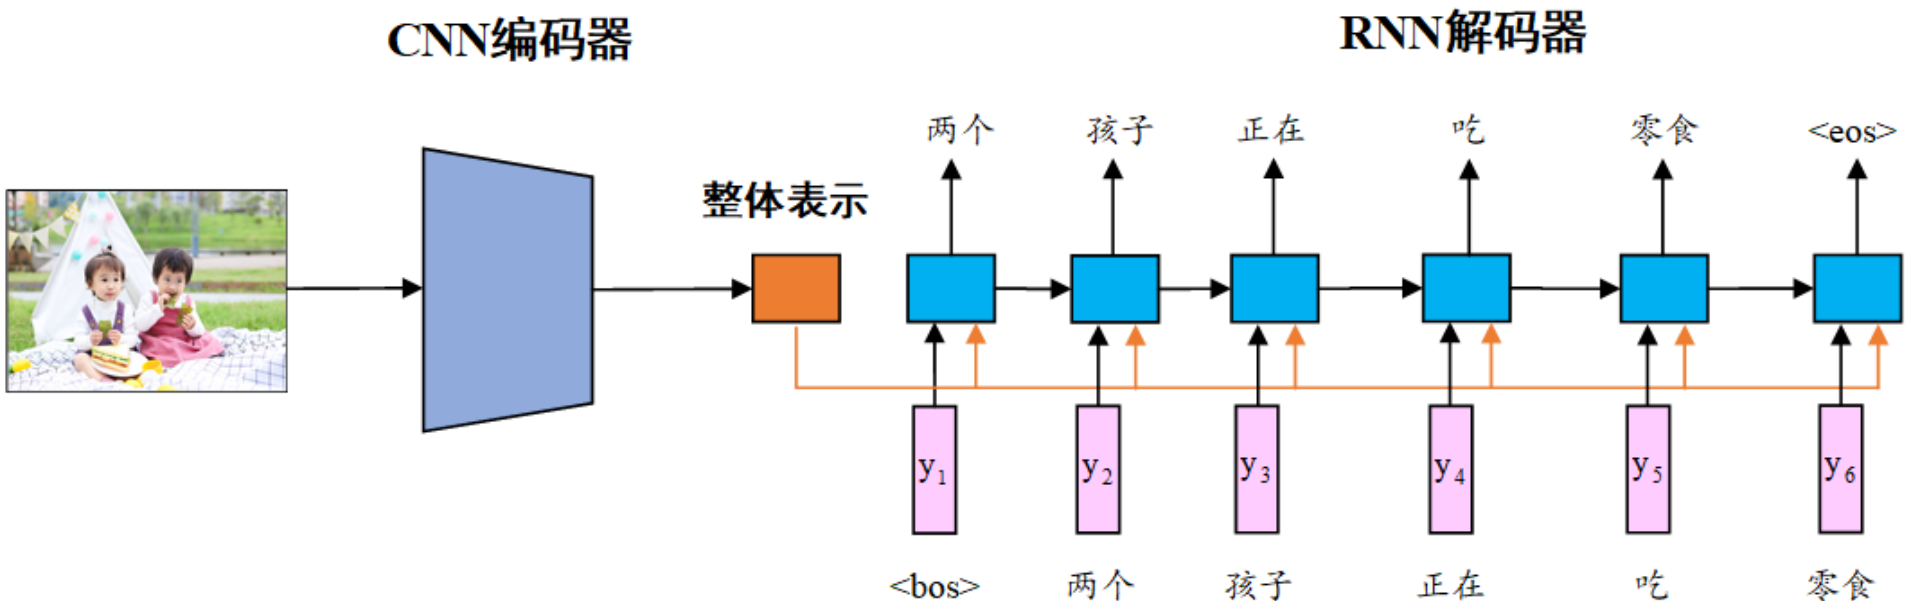 CNN编码器
RNN解码器
两个 孩子 正在 吃 零食 <eos>
整体表示
y1 y2 y3 y4 y5 y6
<bos> 两个 孩子 正在 吃 零食